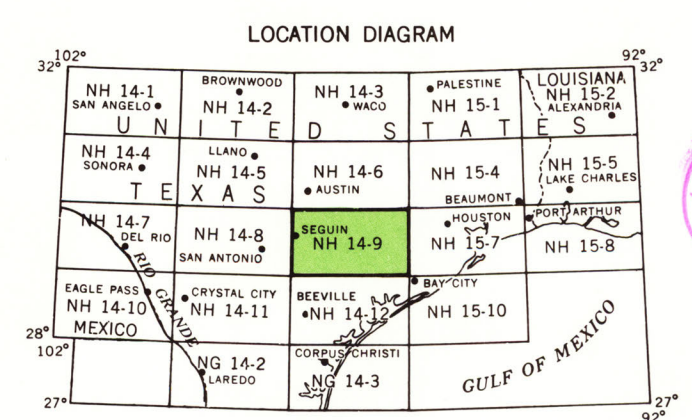 LOCATION DIAGRAM
102° 92°
32° 32°
NH 14-1
SAN ANGELO
BROWNWOOD
NH 14-2
NH 14-3
WACO
PALESTINE
NH 15-1
LOUISIANA
NH 15-2
ALEXANDRIA
UNITED STATES
NH 14-4
SONORA
LLANO
NH 14-5
NH 14-6
AUSTIN
NH 15-4
BEAUMONT
NH 15-5
LAKE CHARLES
TEXAS
NH 14-7
DEL RIO
NH 14-8
SAN ANTONIO
SEGUIN
NH 14-9
HOUSTON
NH 15-7
PORT ARTHUR
NH 15-8
RIO GRANDE
EAGLE PASS
NH 14-10
MEXICO
CRYSTAL CITY
NH 14-11
BEEVILLE
NH 14-12
BAY CITY
NH 15-10
28°
102°
NG 14-2
LAREDO
CORPUS CHRISTI
NG 14-3
GULF OF MEXICO
27° 27°
92°